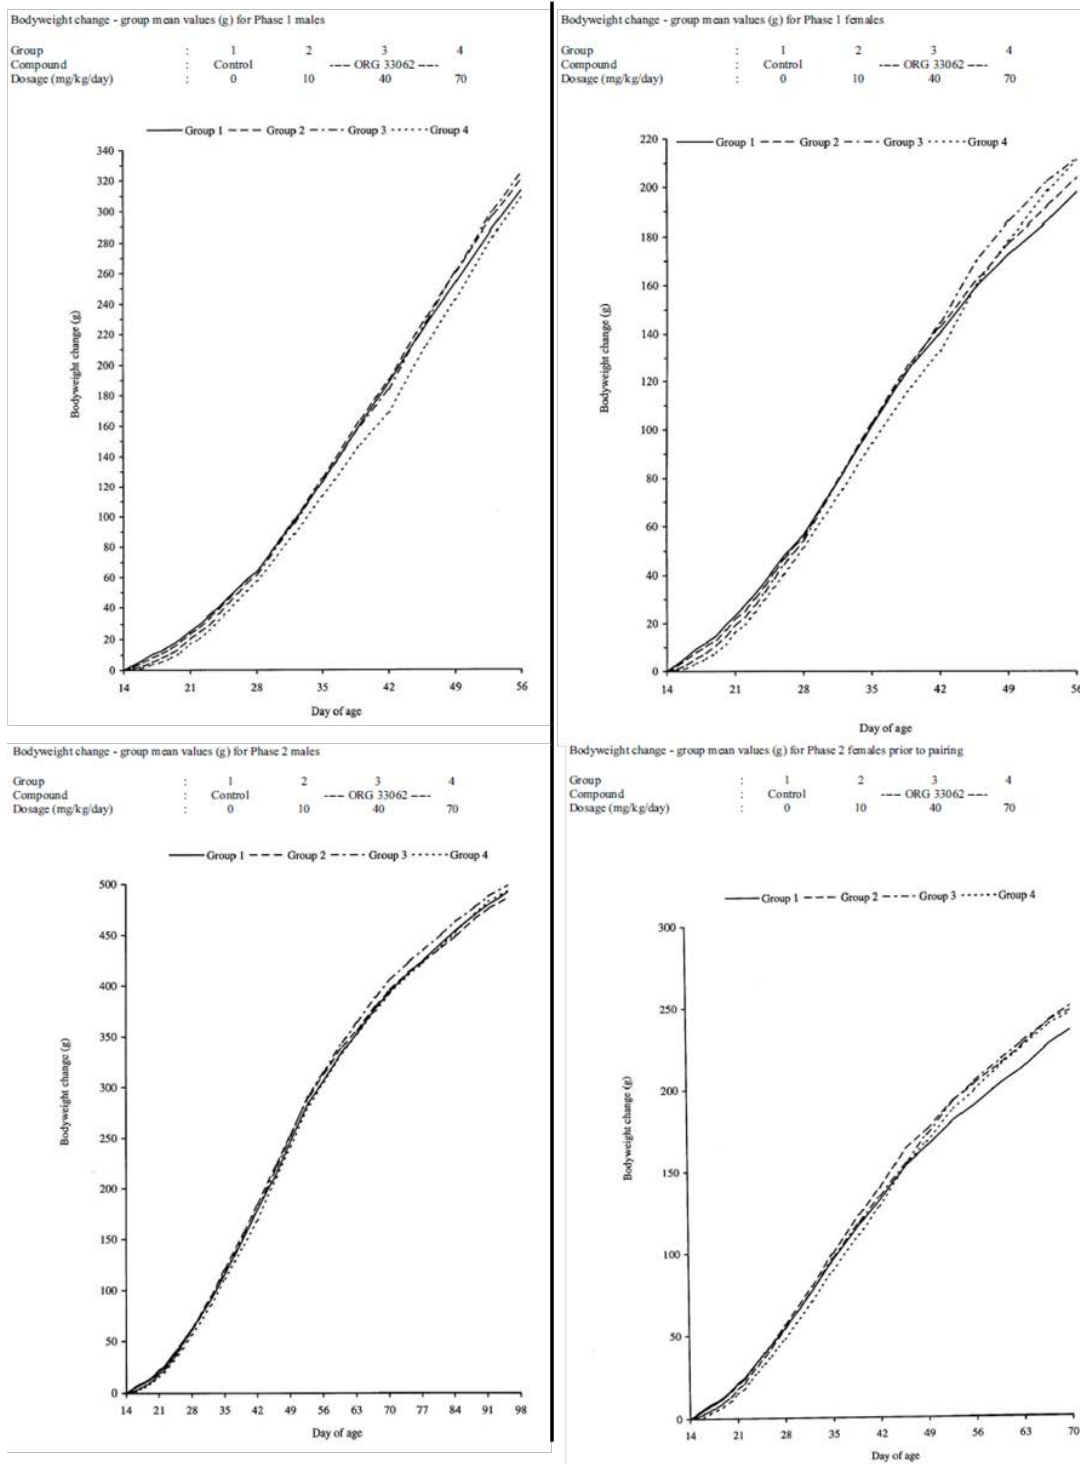 Bodyweight change - group mean values (g) for Phase 1 males
Group : 1 2 3 4
Compound : Control ---- ORG 33062 ----
Dosage (mg/kg/day) : 0 10 40 70
Group 1 Group 2 Group 3 Group 4
340
320
300
280
260
240
220
200
180
160
140
120
100
80
60
40
20
0
Bodyweight change (g)
14 21 28 35 42 49 56
Day of age
Bodyweight change - group mean values (g) for Phase 1 females
Group : 1 2 3 4
Compound : Control ---- ORG 33062 ----
Dosage (mg/kg/day) : 0 10 40 70
Group 1 Group 2 Group 3 Group 4
220
200
180
160
140
120
100
80
60
40
20
0
Bodyweight change (g)
14 21 28 35 42 49 56
Day of age
Bodyweight change - group mean values (g) for Phase 2 males
Group : 1 2 3 4
Compound : Control ---- ORG 33062 ----
Dosage (mg/kg/day) : 0 10 40 70
Group 1 Group 2 Group 3 Group 4
500
450
400
350
300
250
200
150
100
50
0
Bodyweight change (g)
14 21 28 35 42 49 56 63 70 77 84 91 98
Day of age
Bodyweight change - group mean values (g) for Phase 2 females prior to pairing
Group : 1 2 3 4
Compound : Control ---- ORG 33062 ----
Dosage (mg/kg/day) : 0 10 40 70
Group 1 Group 2 Group 3 Group 4
300
250
200
150
100
50
0
Bodyweight change (g)
14 21 28 35 42 49 56 63 70
Day of age